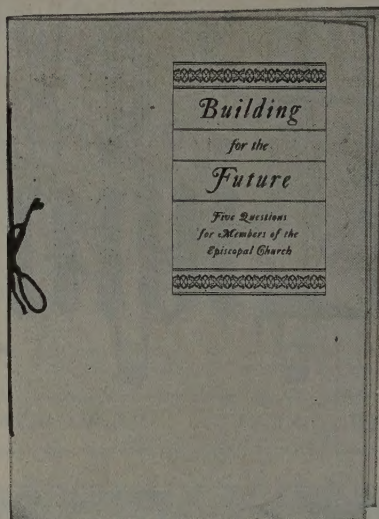 Building
for the
Future
Five Questions
for Members of the
Episcopal Church